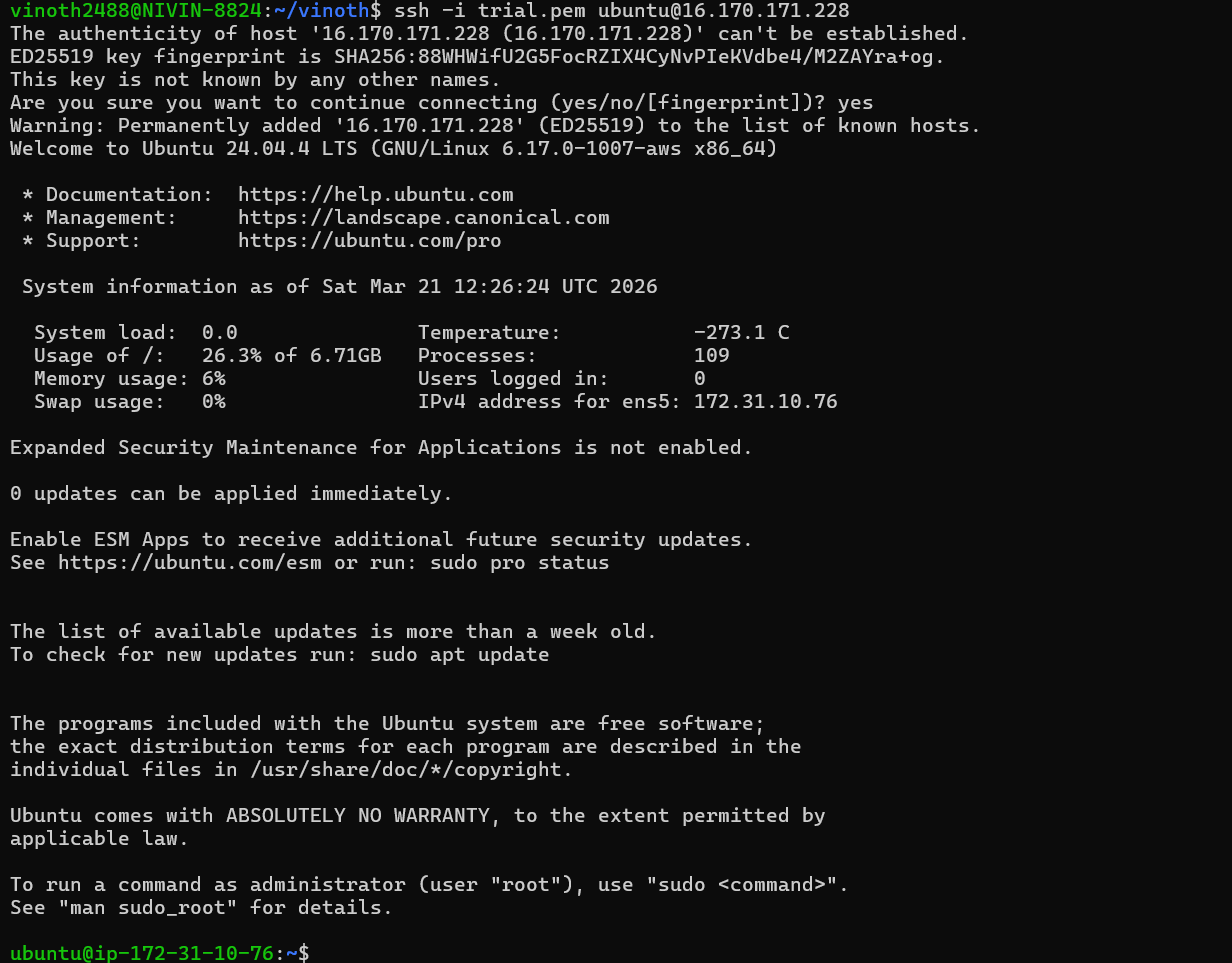 vinoth2488@NIVIN-8824:~/vinoth$ ssh -i trial.pem ubuntu@16.170.171.228
The authenticity of host '16.170.171.228 (16.170.171.228)' can't be established.
ED25519 key fingerprint is SHA256:88WHWifU2G5FocRZIX4CyNvPIeKVdbe4/M2ZAYra+og.
This key is not known by any other names.
Are you sure you want to continue connecting (yes/no/[fingerprint])? yes
Warning: Permanently added '16.170.171.228' (ED25519) to the list of known hosts.
Welcome to Ubuntu 24.04.4 LTS (GNU/Linux 6.17.0-1007-aws x86_64)

 * Documentation:  https://help.ubuntu.com
 * Management:     https://landscape.canonical.com
 * Support:        https://ubuntu.com/pro

 System information as of Sat Mar 21 12:26:24 UTC 2026

  System load:  0.0               Temperature:           -273.1 C
  Usage of /:   26.3% of 6.71GB   Processes:             109
  Memory usage: 6%                Users logged in:       0
  Swap usage:   0%                IPv4 address for ens5: 172.31.10.76

Expanded Security Maintenance for Applications is not enabled.

0 updates can be applied immediately.

Enable ESM Apps to receive additional future security updates.
See https://ubuntu.com/esm or run: sudo pro status


The list of available updates is more than a week old.
To check for new updates run: sudo apt update


The programs included with the Ubuntu system are free software;
the exact distribution terms for each program are described in the
individual files in /usr/share/doc/*/copyright.

Ubuntu comes with ABSOLUTELY NO WARRANTY, to the extent permitted by
applicable law.

To run a command as administrator (user "root"), use "sudo <command>".
See "man sudo_root" for details.

ubuntu@ip-172-31-10-76:~$